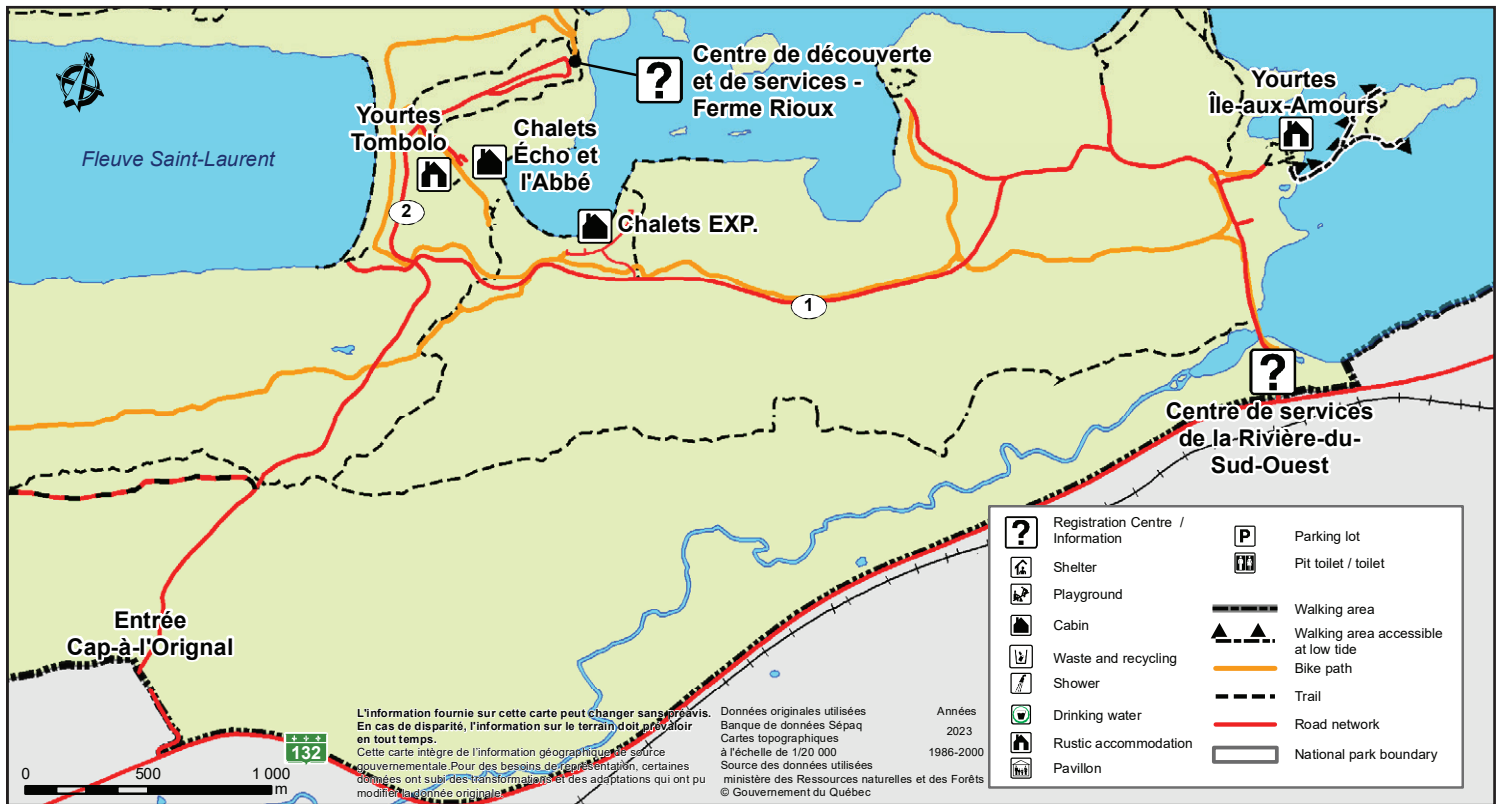 Centre de découverte
et de services -
Ferme Rioux
Yourtes
Île-aux-Amours
Yourtes
Tombolo
Chalets
Écho et
l'Abbé
Fleuve Saint-Laurent
2
Chalets EXP.
1
Centre de services
de la Rivière-du-
Sud-Ouest
Entrée
Cap-à-l'Orignal
132
0 500 1 000
m
L'information fournie sur cette carte peut changer sans préavis.
En cas de disparité, l'information sur le terrain doit prévaloir
en tout temps.
Cette carte intègre de l'information géographique de source
gouvernementale.Pour des besoins de représentation, certaines
données ont subi des transformations et des adaptations qui ont pu
modifier la donnée originale.
Données originales utilisées Années
Banque de données Sépaq 2023
Cartes topographiques
à l'échelle de 1/20 000 1986-2000
Source des données utilisées
ministère des Ressources naturelles et des Forêts
© Gouvernement du Québec
Registration Centre /
Information
Shelter
Playground
Cabin
Waste and recycling
Shower
Drinking water
Rustic accommodation
Pavillon
P Parking lot
Pit toilet / toilet
Walking area
Walking area accessible
at low tide
Bike path
Trail
Road network
National park boundary